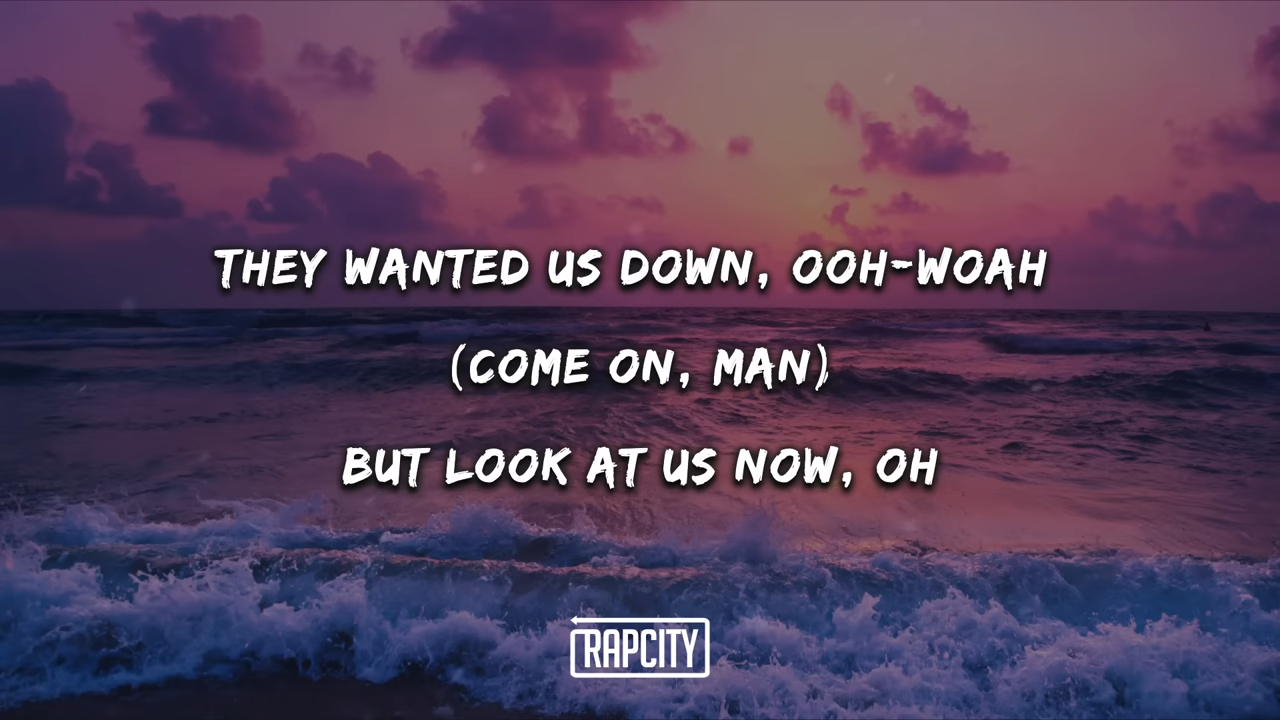 THEY WANTED US DOWN, OOH-WOAH
(COME ON, MAN)
BUT LOOK AT US NOW, OH
RAPCITY